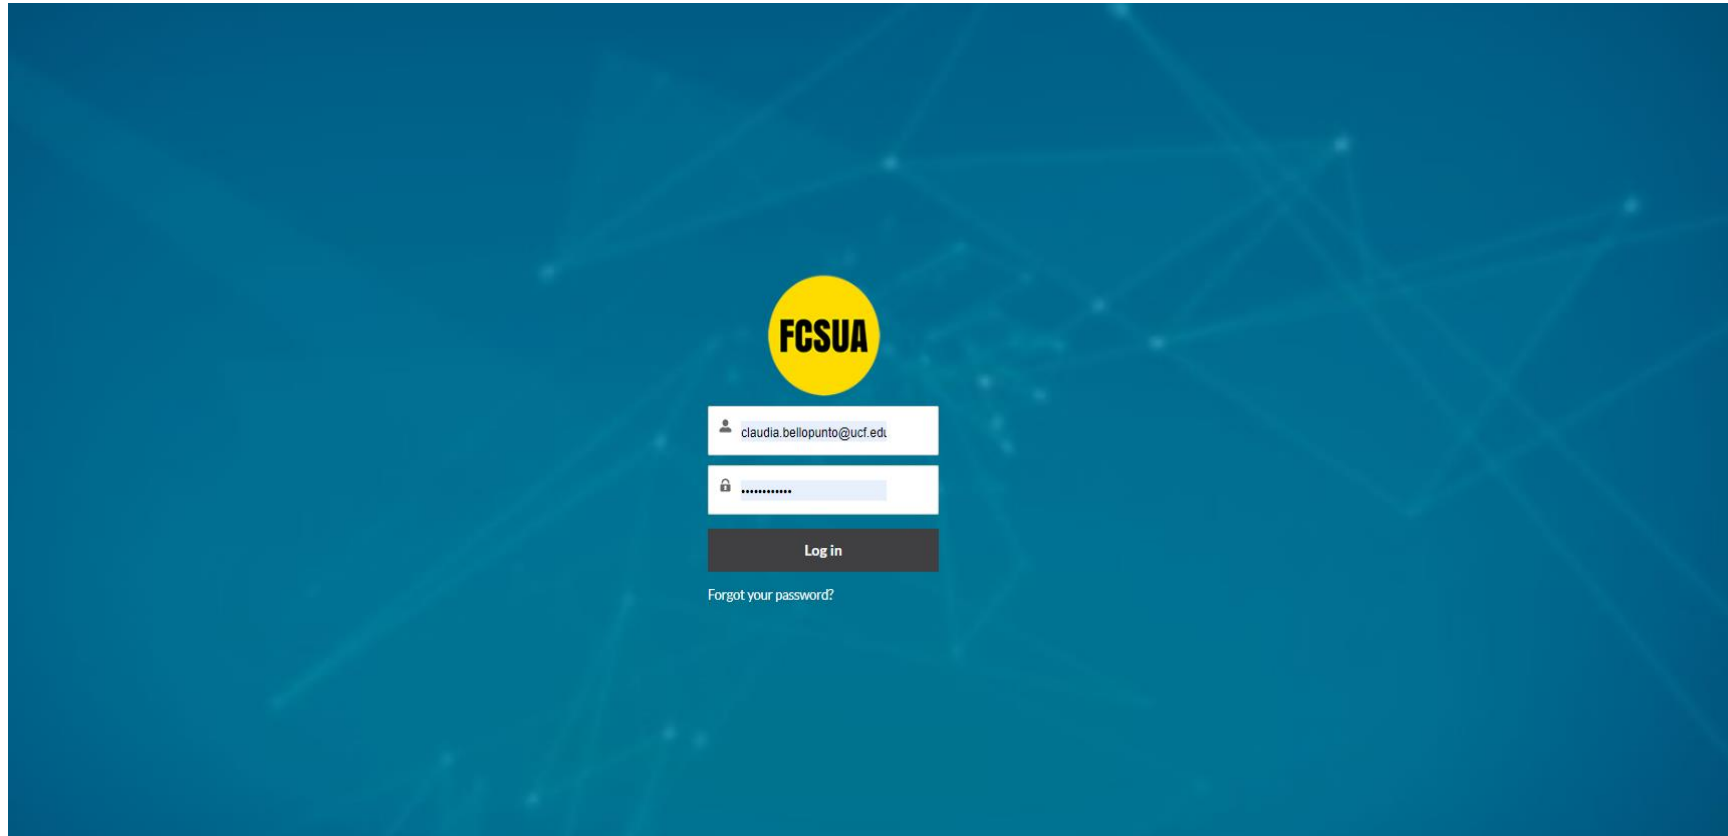 FCSUA
claudia.bellopunto@ucf.edu
••••••••••••
Log in
Forgot your password?